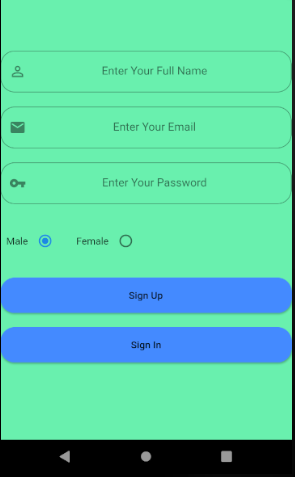 Enter Your Full Name
Enter Your Email
Enter Your Password
Male Female
Sign Up
Sign In